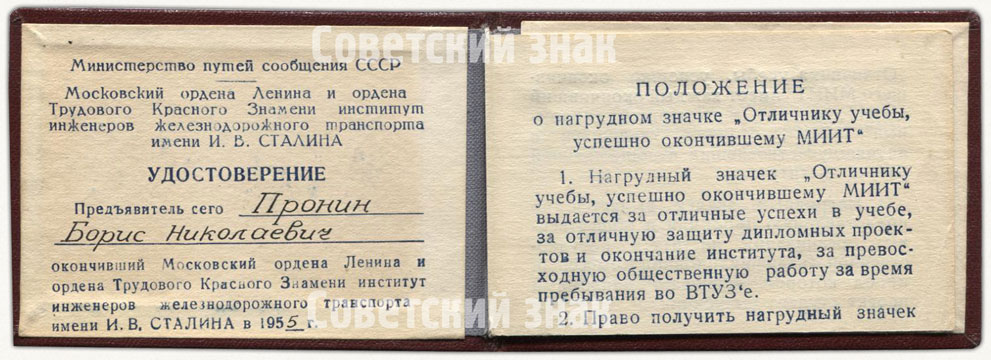 Министерство путей сообщения СССР
Московский ордена Ленина и ордена
Трудового Красного Знамени институт
инженеров железнодорожного транспорта
имени И. В. СТАЛИНА
УДОСТОВЕРЕНИЕ
Предъявитель сего Пронин
Борис Николаевич
окончивший Московский ордена Ленина и
ордена Трудового Красного Знамени институт
инженеров железнодорожного транспорта
имени И. В. СТАЛИНА в 1955 г.
Советский знак
ПОЛОЖЕНИЕ
о нагрудном значке „Отличнику учебы,
успешно окончившему МИИТ“
1. Нагрудный значек „Отличнику
учебы, успешно окончившему МИИТ“
выдается за отличные успехи в учебе,
за отличную защиту дипломных проек-
тов и окончание института, за превос-
ходную общественную работу за время
пребывания во ВТУЗ‘е.
2. Право получить нагрудный значек
Советский знак